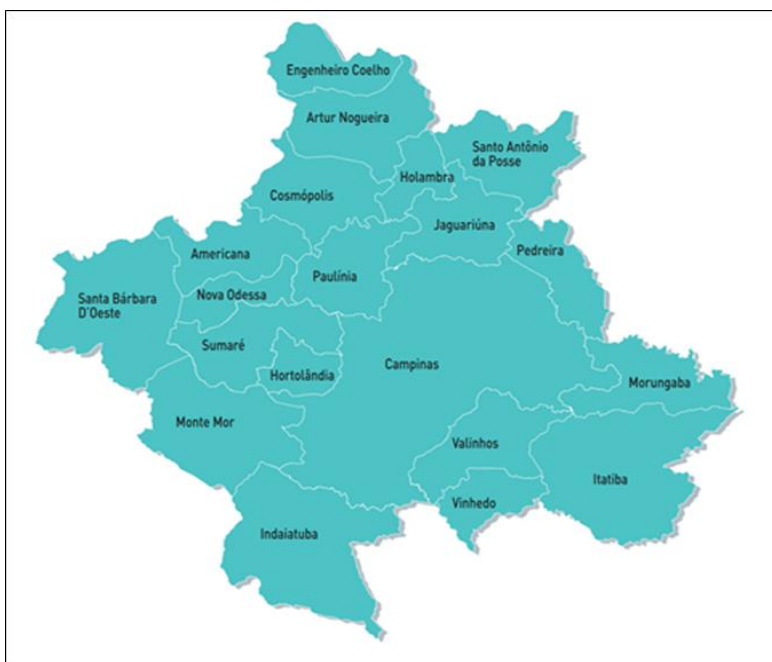 Engenheiro Coelho
Artur Nogueira
Santo Antônio
da Posse
Holambra
Cosmópolis
Jaguariúna
Americana
Pedreira
Paulínia
Nova Odessa
Santa Bárbara
D'Oeste
Sumaré
Campinas
Hortolândia
Morungaba
Monte Mor
Valinhos
Itatiba
Vinhedo
Indaiatuba